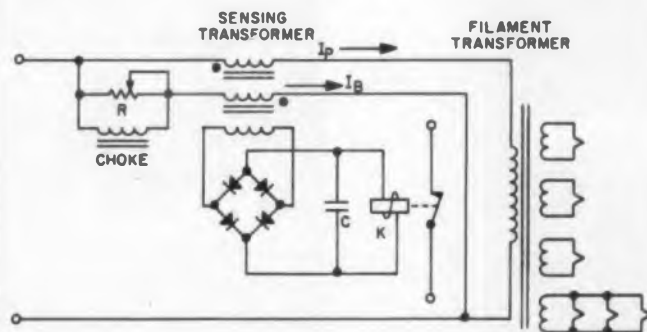 SENSING
TRANSFORMER
FILAMENT
TRANSFORMER
IP
IB
R
CHOKE
C
K